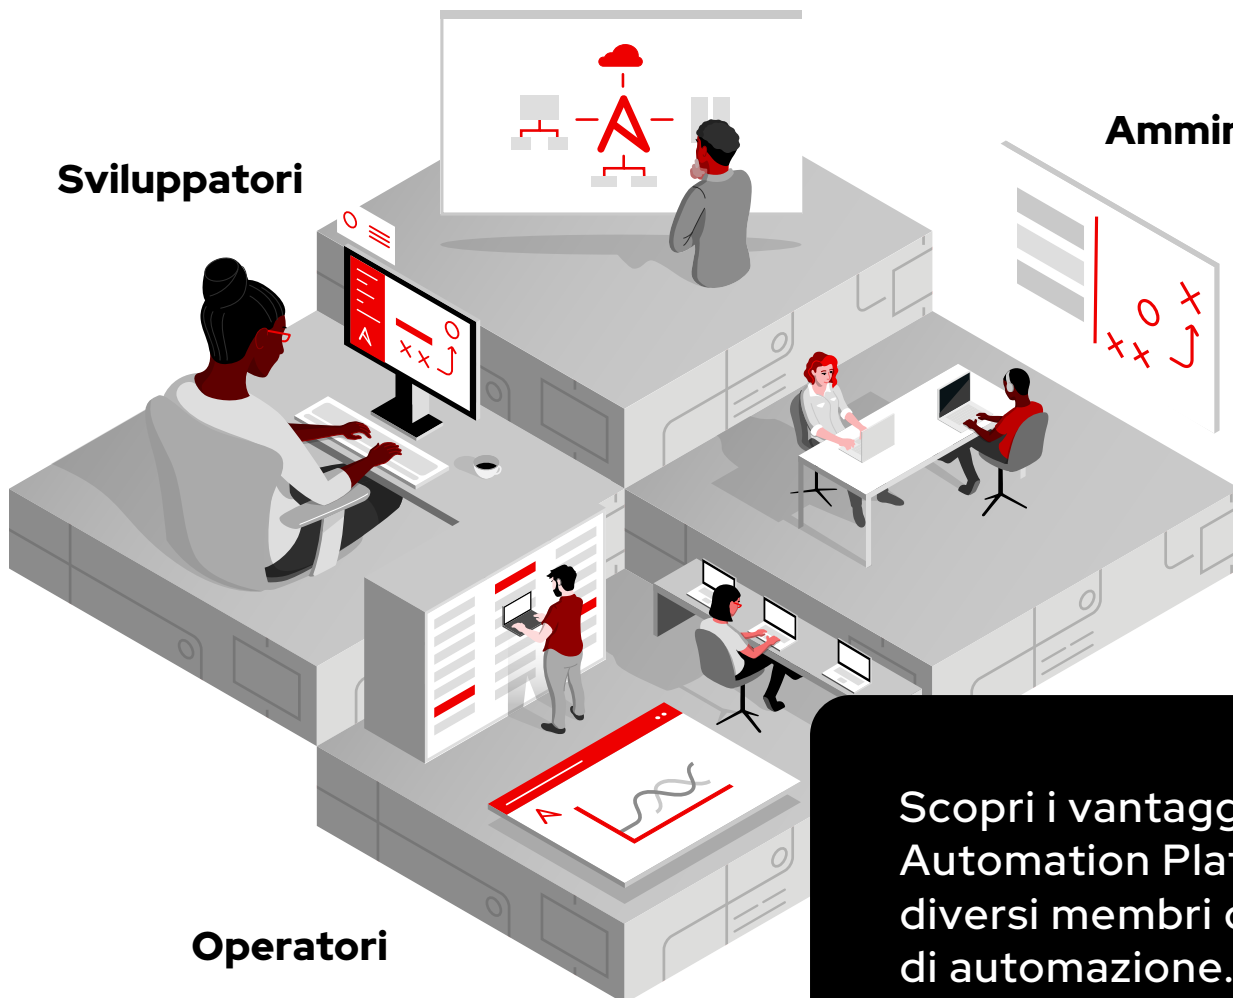 Sviluppatori
Operatori
Scopri i vantagg
Automation Plat
diversi membri
di automazione.